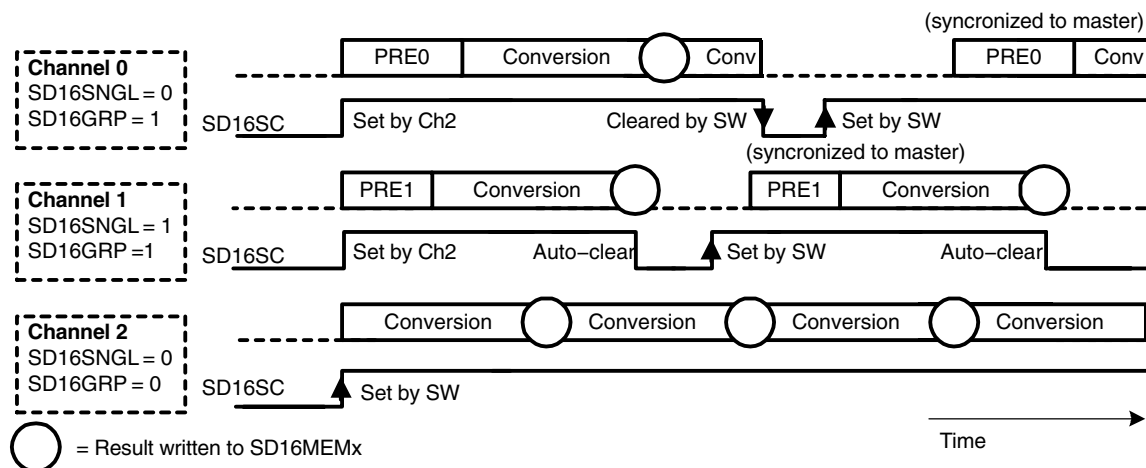 (syncronized to master)
PRE0 Conversion Conv PRE0 Conv
Channel 0
SD16SNGL = 0
SD16GRP = 1
SD16SC Set by Ch2 Cleared by SW Set by SW
(syncronized to master)
PRE1 Conversion PRE1 Conversion
Channel 1
SD16SNGL = 1
SD16GRP =1
SD16SC Set by Ch2 Auto−clear Set by SW Auto−clear
Conversion Conversion Conversion Conversion
Channel 2
SD16SNGL = 0
SD16GRP = 0
SD16SC Set by SW
= Result written to SD16MEMx
Time